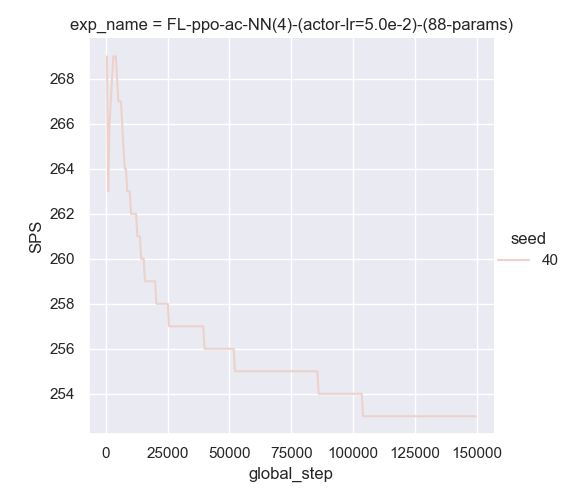 exp_name = FL-ppo-ac-NN(4)-(actor-lr=5.0e-2)-(88-params)
268
266
264
262
260
258
256
254
SPS
0 25000 50000 75000 100000 125000 150000
global_step
seed
40